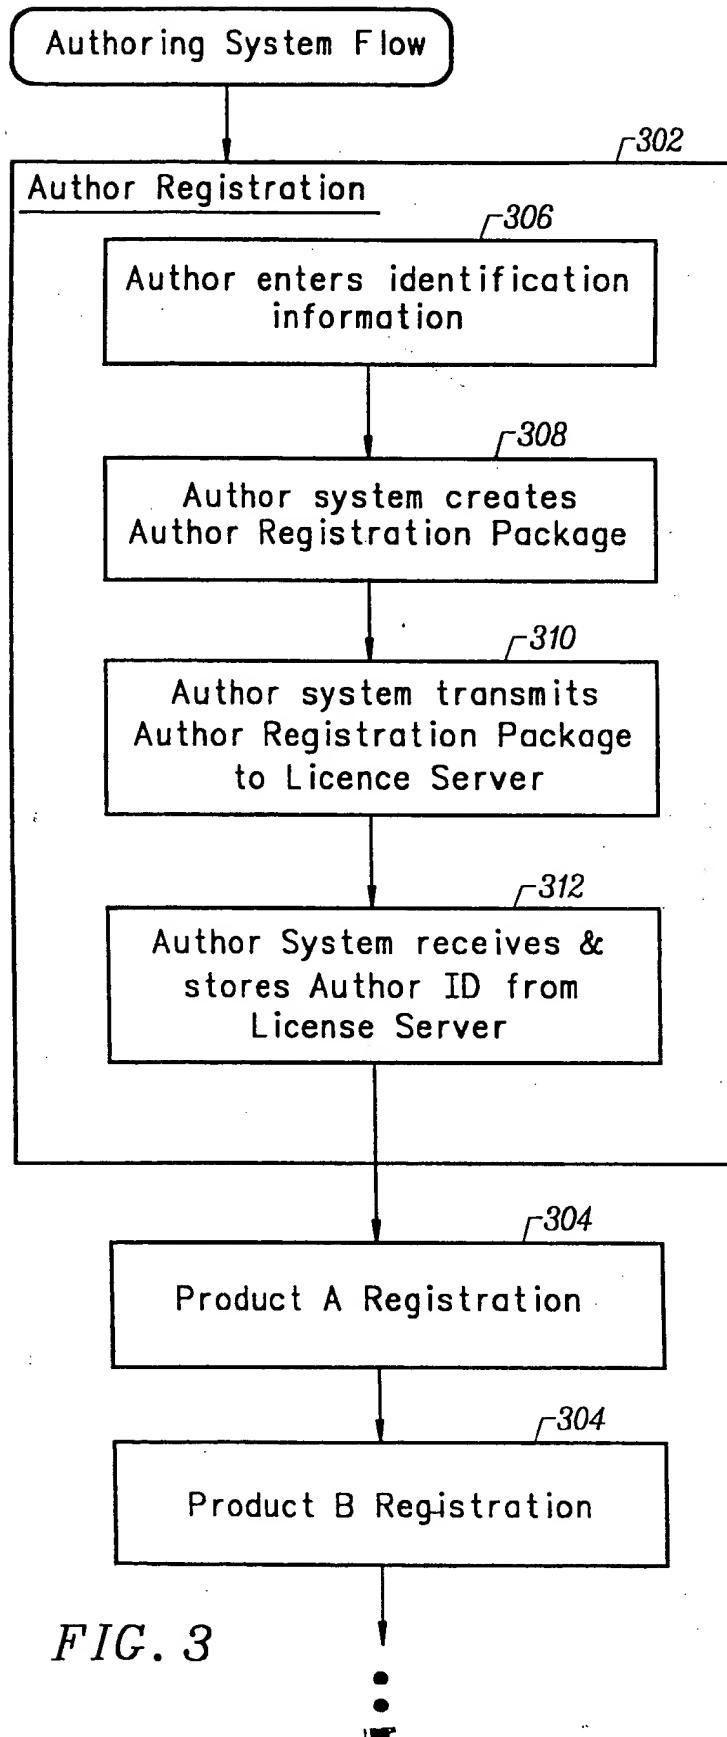 Authoring System Flow
302
Author Registration
306
Author enters identification
information
308
Author system creates
Author Registration Package
310
Author system transmits
Author Registration Package
to Licence Server
312
Author System receives &
stores Author ID from
License Server
304
Product A Registration
304
Product B Registration
FIG. 3